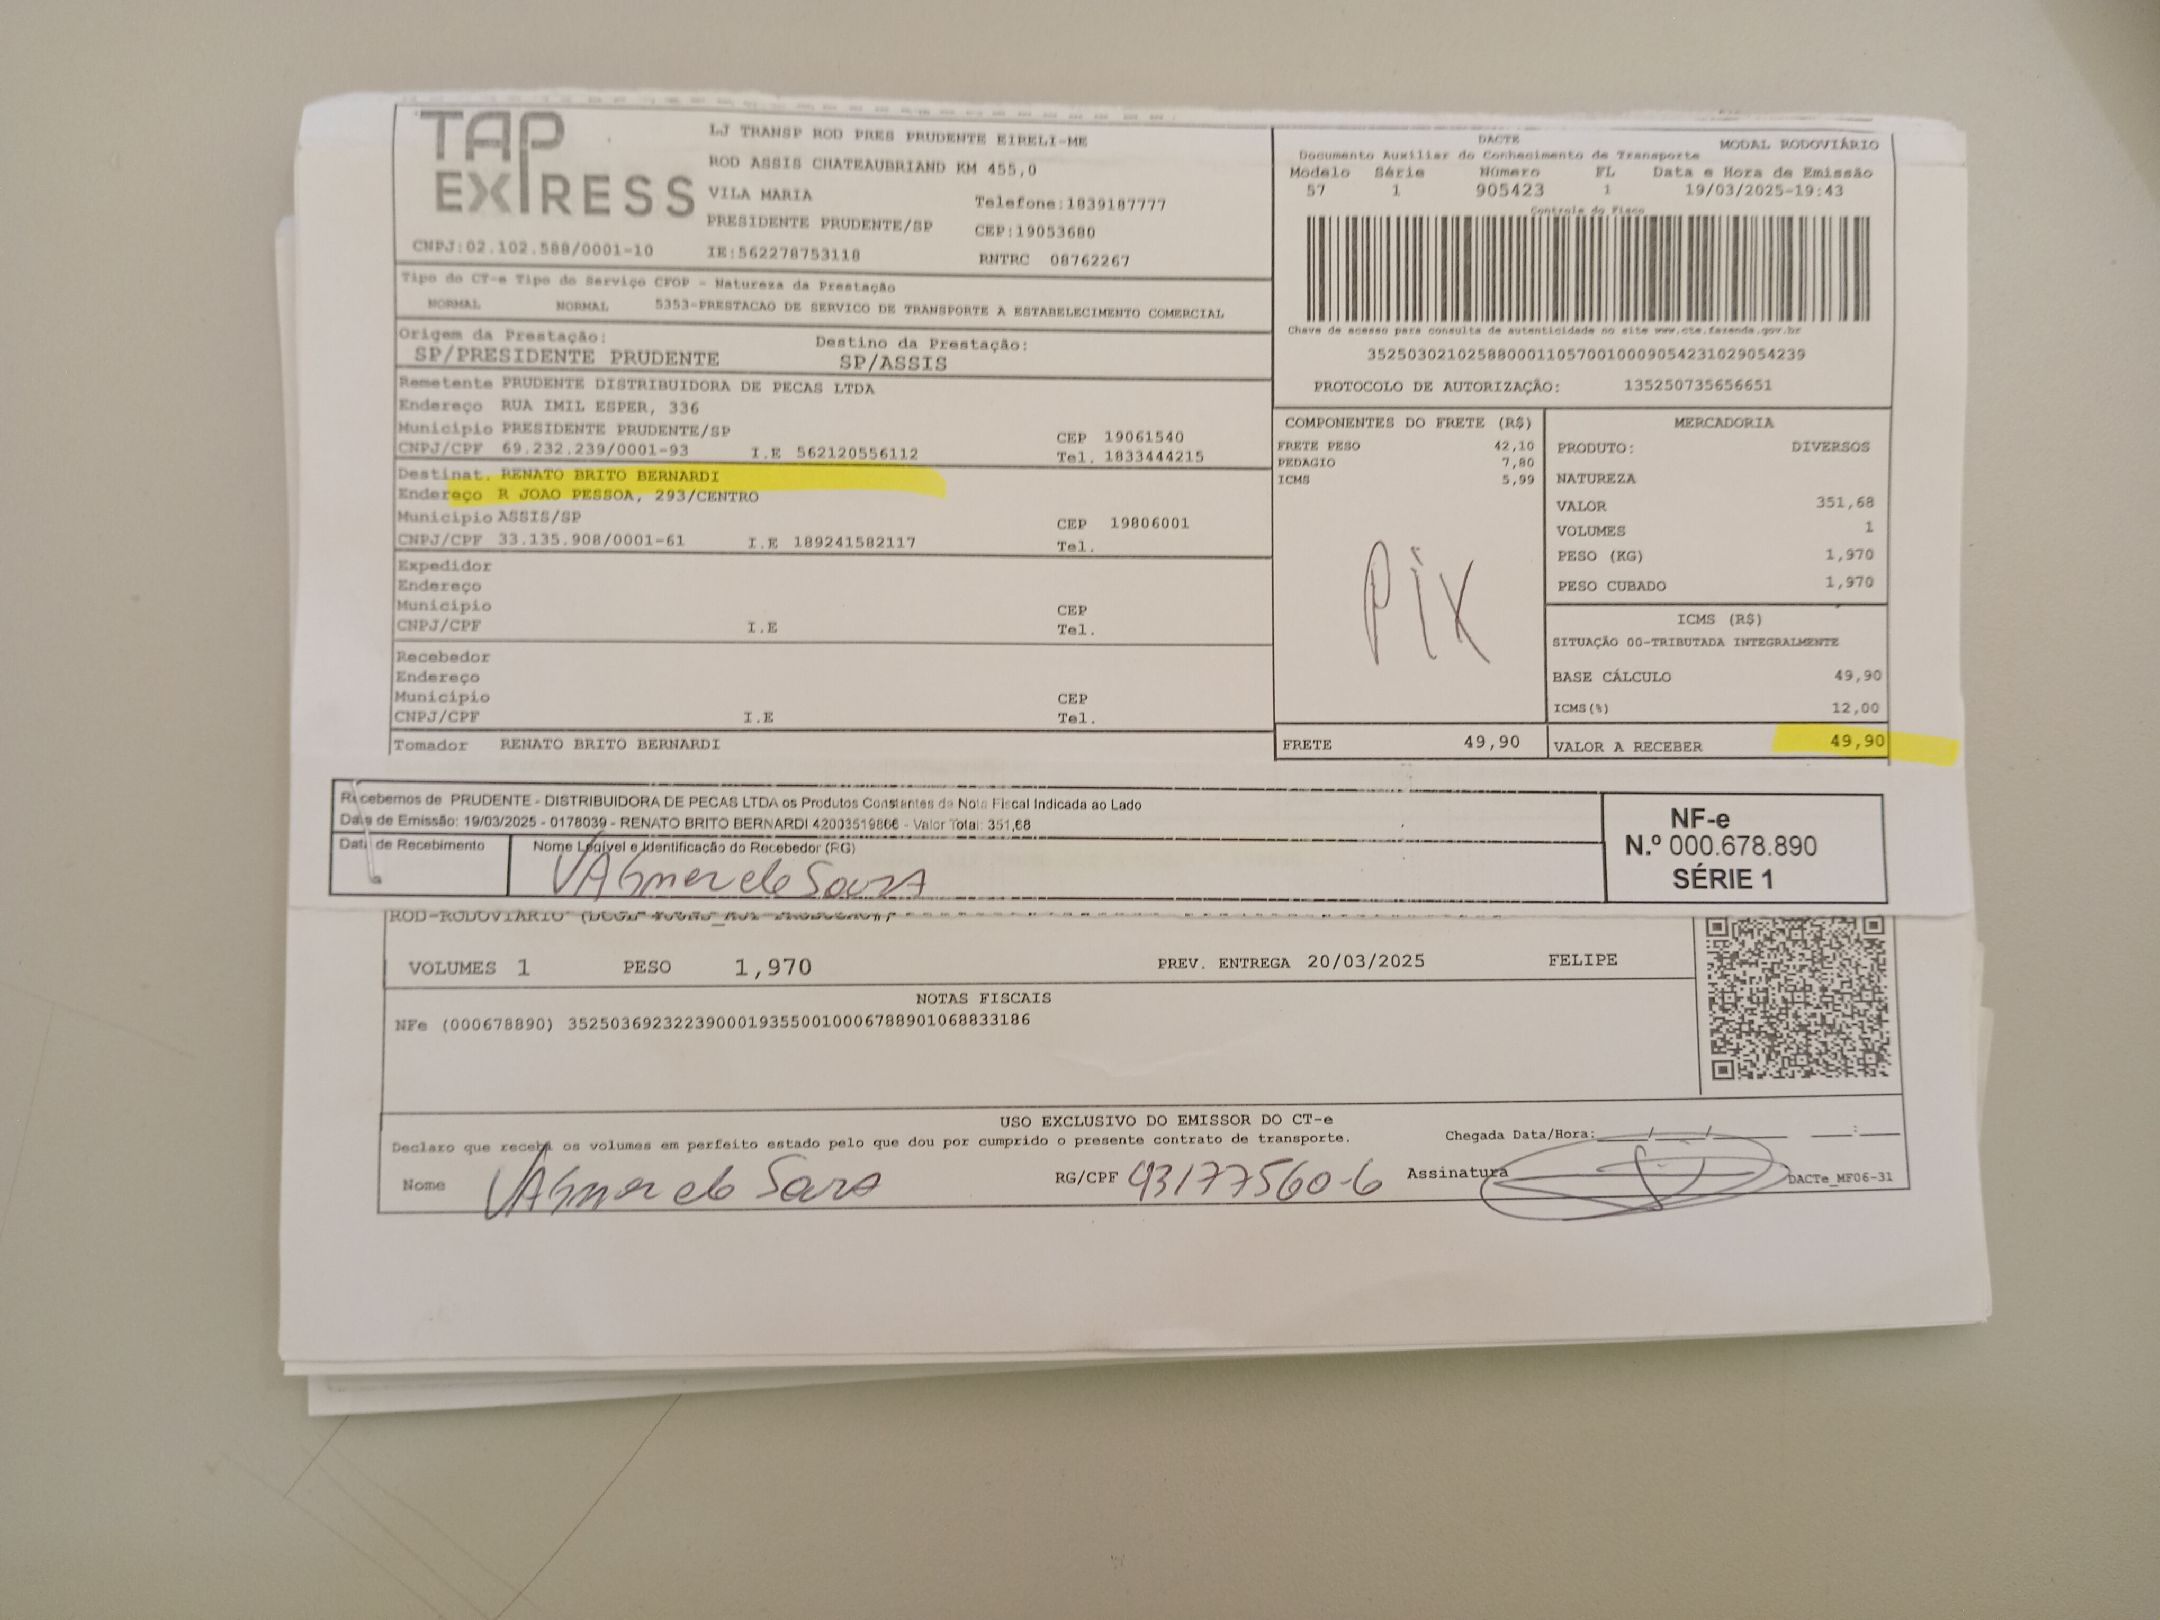 TAP EXPRESS
LJ TRANSP ROD PRES PRUDENTE EIRELI-ME
ROD ASSIS CHATEAUBRIAND KM 455,0
VILA MARIA
Telefone:1839187777
PRESIDENTE PRUDENTE/SP
CEP:19053680
CNPJ:02.102.588/0001-10
IE:562278753118
RNTRC 08762267
DACTE
MODAL RODOVIÁRIO
Documento Auxiliar do Conhecimento de Transporte
Modelo Série Número FL Data e Hora de Emissão
57 1 905423 1 19/03/2025-19:43
Controle do Fisco
Chave de acesso para consulta de autenticidade no site www.cte.fazenda.gov.br
35250302102588000110570010009054231029054239
PROTOCOLO DE AUTORIZAÇÃO: 135250735656651
Tipo do CT-e Tipo do Serviço CFOP - Natureza da Prestação
NORMAL NORMAL 5353-PRESTACAO DE SERVICO DE TRANSPORTE A ESTABELECIMENTO COMERCIAL
Origem da Prestação: Destino da Prestação:
SP/PRESIDENTE PRUDENTE SP/ASSIS
Remetente PRUDENTE DISTRIBUIDORA DE PECAS LTDA
Endereço RUA IMIL ESPER, 336
Município PRESIDENTE PRUDENTE/SP CEP 19061540
CNPJ/CPF 69.232.239/0001-93 I.E 562120556112 Tel. 1833444215
Destinat. RENATO BRITO BERNARDI
Endereço R JOAO PESSOA, 293/CENTRO
Município ASSIS/SP CEP 19806001
CNPJ/CPF 33.135.908/0001-61 I.E 189241582117 Tel.
Expedidor
Endereço
Município CEP
CNPJ/CPF I.E Tel.
Recebedor
Endereço
Município CEP
CNPJ/CPF I.E Tel.
Tomador RENATO BRITO BERNARDI
COMPONENTES DO FRETE (R$)
FRETE PESO 42,10
PEDAGIO 7,80
ICMS 5,99
PIX
FRETE 49,90
MERCADORIA
PRODUTO: DIVERSOS
NATUREZA
VALOR 351,68
VOLUMES 1
PESO (KG) 1,970
PESO CUBADO 1,970
ICMS (R$)
SITUAÇÃO 00-TRIBUTADA INTEGRALMENTE
BASE CÁLCULO 49,90
ICMS(%) 12,00
VALOR A RECEBER 49,90
Recebemos de PRUDENTE - DISTRIBUIDORA DE PECAS LTDA os Produtos Constantes da Nota Fiscal Indicada ao Lado
Data de Emissão: 19/03/2025 - 0178039 - RENATO BRITO BERNARDI 42003519866 - Valor Total: 351,68
Data de Recebimento
Nome Legível e Identificação do Recebedor (RG)
VAGner de Souza
NF-e
N.º 000.678.890
SÉRIE 1
ROD-RODOVIARIO
VOLUMES 1 PESO 1,970 PREV. ENTREGA 20/03/2025 FELIPE
NOTAS FISCAIS
NFe (000678890) 35250369232239000193550010006788901068833186
USO EXCLUSIVO DO EMISSOR DO CT-e
Declaro que recebi os volumes em perfeito estado pelo que dou por cumprido o presente contrato de transporte.
Chegada Data/Hora:
Nome VAGner de Souza RG/CPF 43177560-6 Assinatura
DACTe_MF06-31